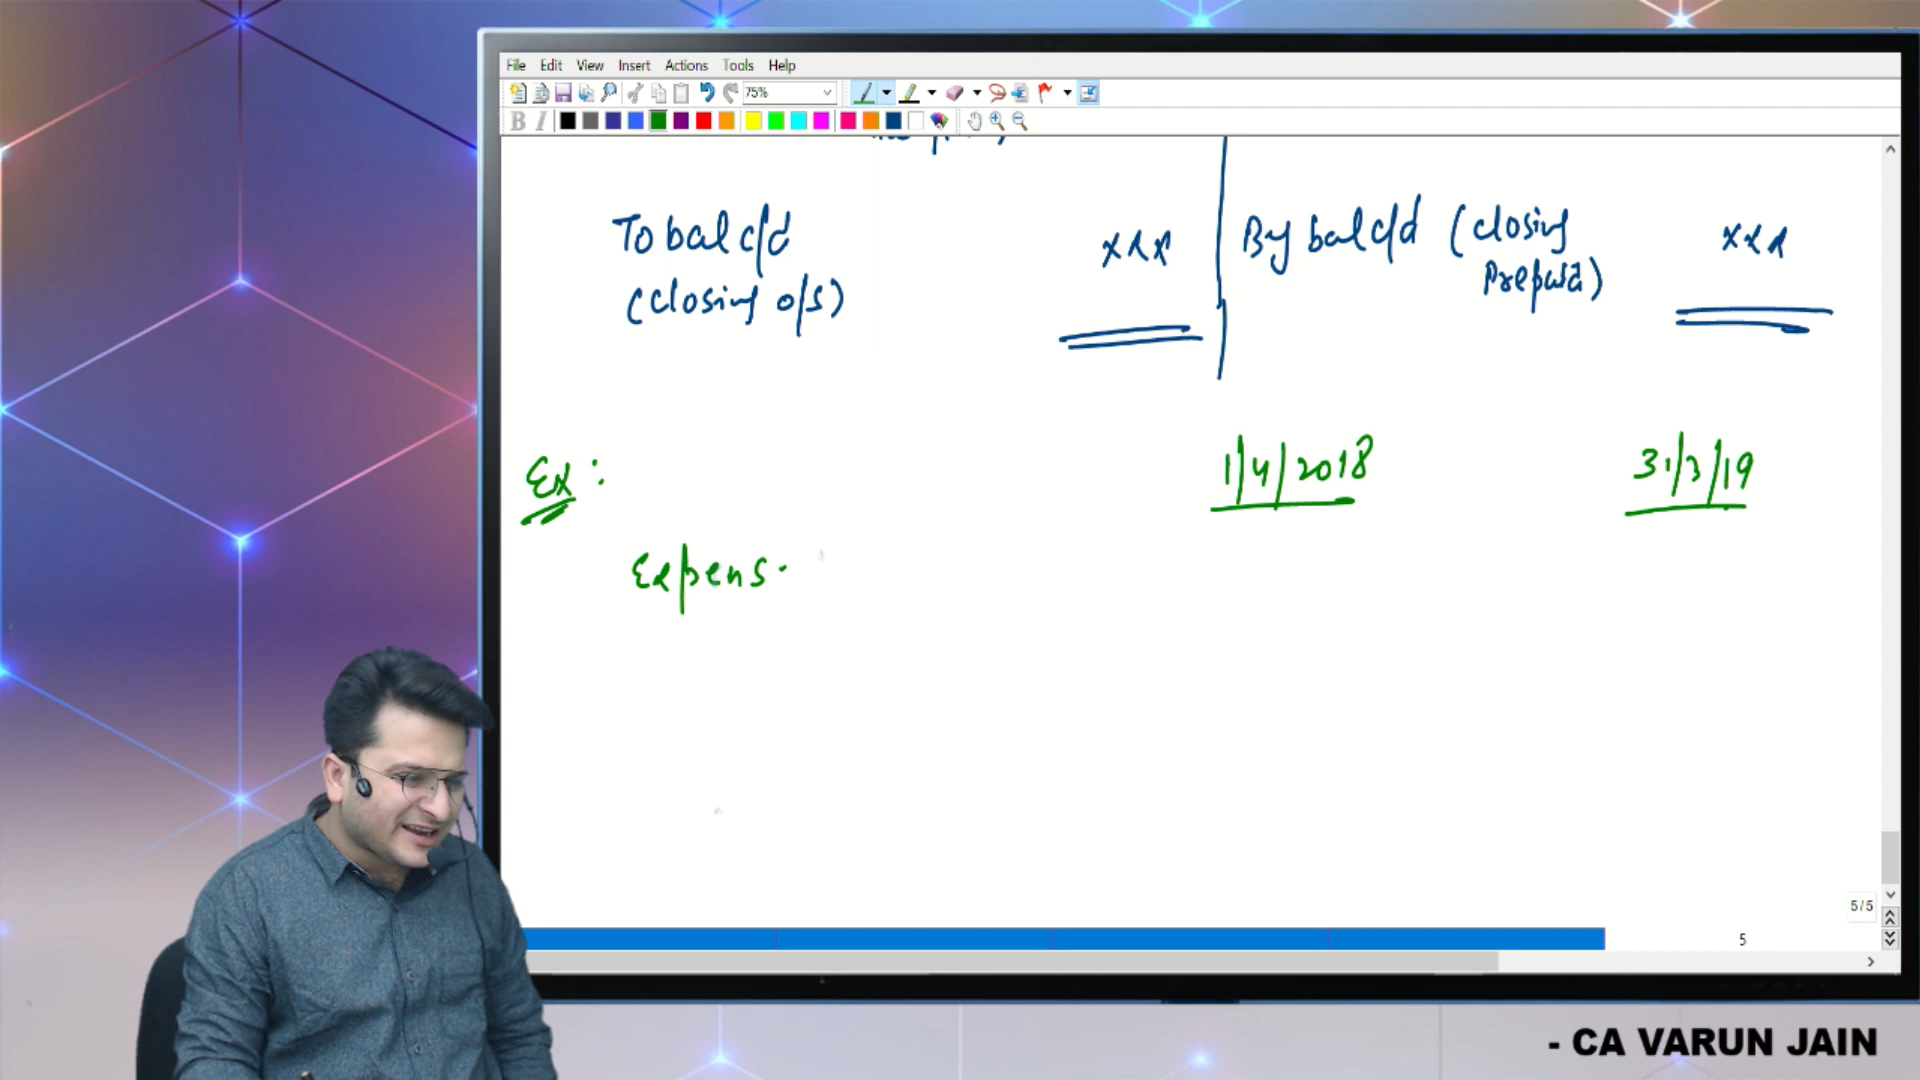 File Edit View Insert Actions Tools Help
75%
B I
To bal c/d xxx By bal c/d (closing
Prepaid) xxx
(closing o/s)
Ex : 1/4/2018 31/3/19
Expens.
5/5
5
- CA VARUN JAIN